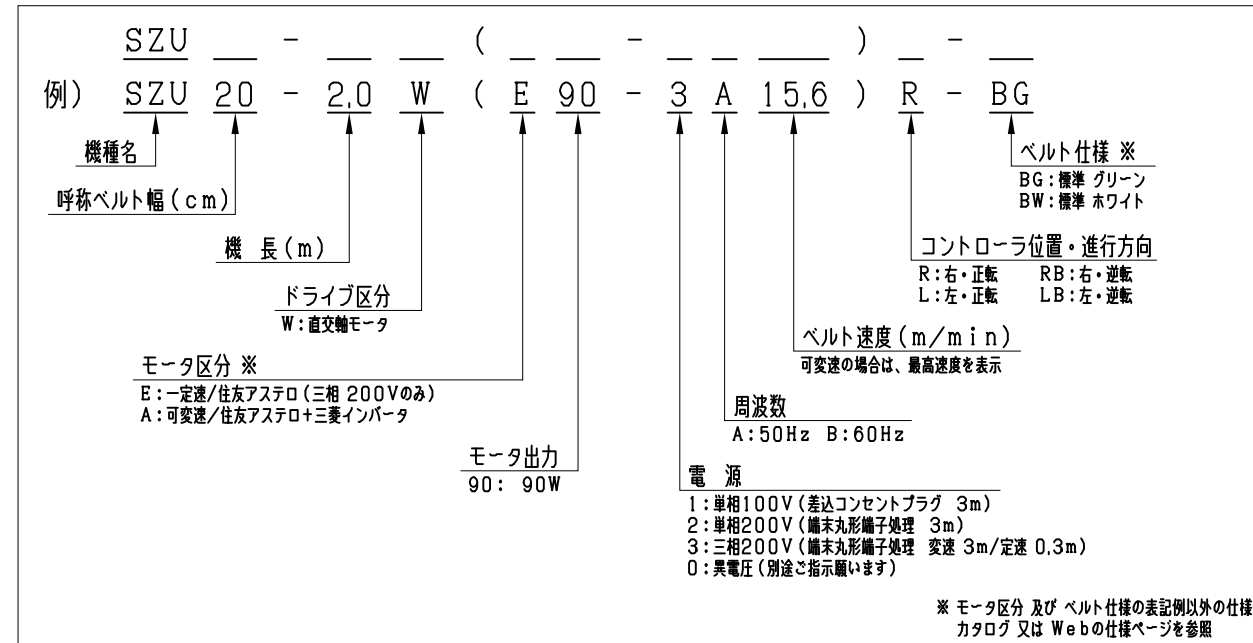 SZU - ( - ) -
例) SZU 20 - 2.0 W ( E 90 - 3 A 15.6 ) R - BG
機種名
呼称ベルト幅(cm)
機 長(m)
ドライブ区分
W:直交軸モータ
モータ区分 ※
E:一定速/住友アステロ(三相 200Vのみ)
A:可変速/住友アステロ+三菱インバータ
モータ出力
90: 90W
電 源
1:単相100V(差込コンセントプラグ 3m)
2:単相200V(端末丸形端子処理 3m)
3:三相200V(端末丸形端子処理 変速 3m/定速 0.3m)
0:異電圧(別途ご指示願います)
周波数
A:50Hz B:60Hz
ベルト速度(m/min)
可変速の場合は、最高速度を表示
コントローラ位置・進行方向
R:右・正転 RB:右・逆転
L:左・正転 LB:左・逆転
ベルト仕様 ※
BG:標準 グリーン
BW:標準 ホワイト
※ モータ区分 及び ベルト仕様の表記例以外の仕様
カタログ 又は Webの仕様ページを参照